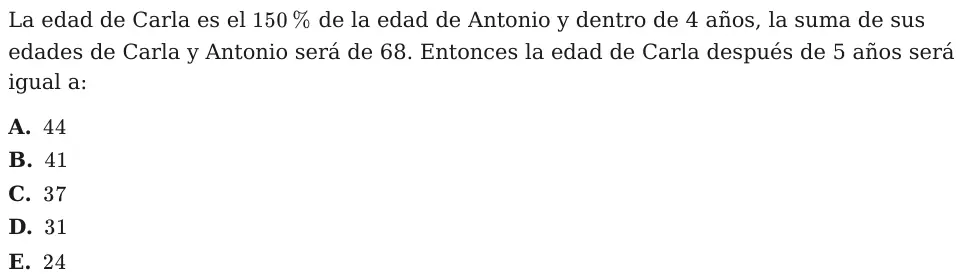 La edad de Carla es el 150 % de la edad de Antonio y dentro de 4 años, la suma de sus
edades de Carla y Antonio será de 68. Entonces la edad de Carla después de 5 años será
igual a:
A. 44
B. 41
C. 37
D. 31
E. 24